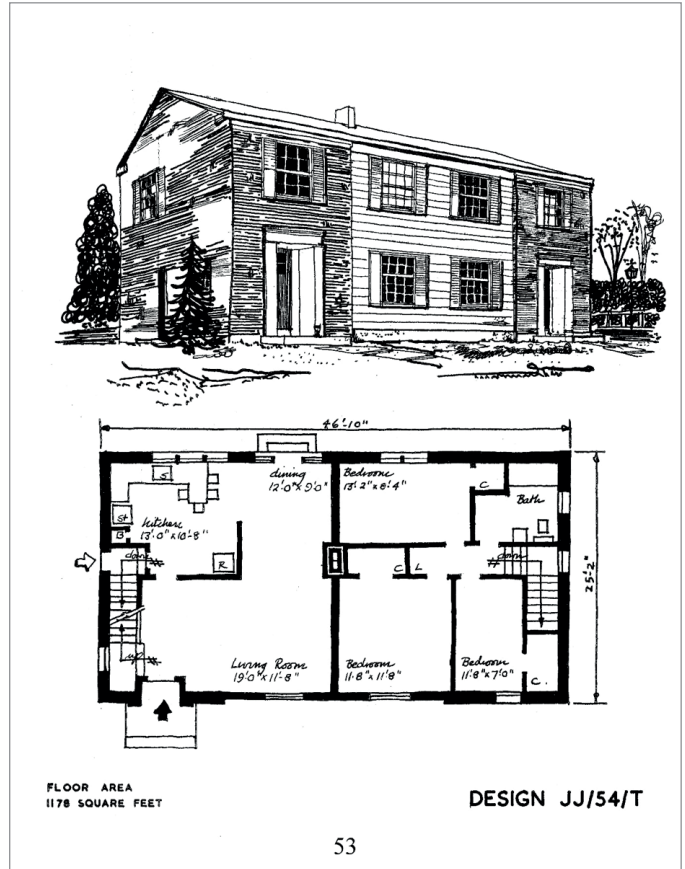 46'-10"
dining
12'0" x 9'0"
Bedroom
13'2" x 8'4"
C
Bath
S
St
B
kitchen
13'0" x 10'-8"
R
down
C
L
down
25'-2"
up
Living Room
19'0" x 11'-8"
Bedroom
11'8" x 11'8"
Bedroom
11'8" x 7'0"
C.
FLOOR AREA
1178 SQUARE FEET
DESIGN JJ/54/T
53